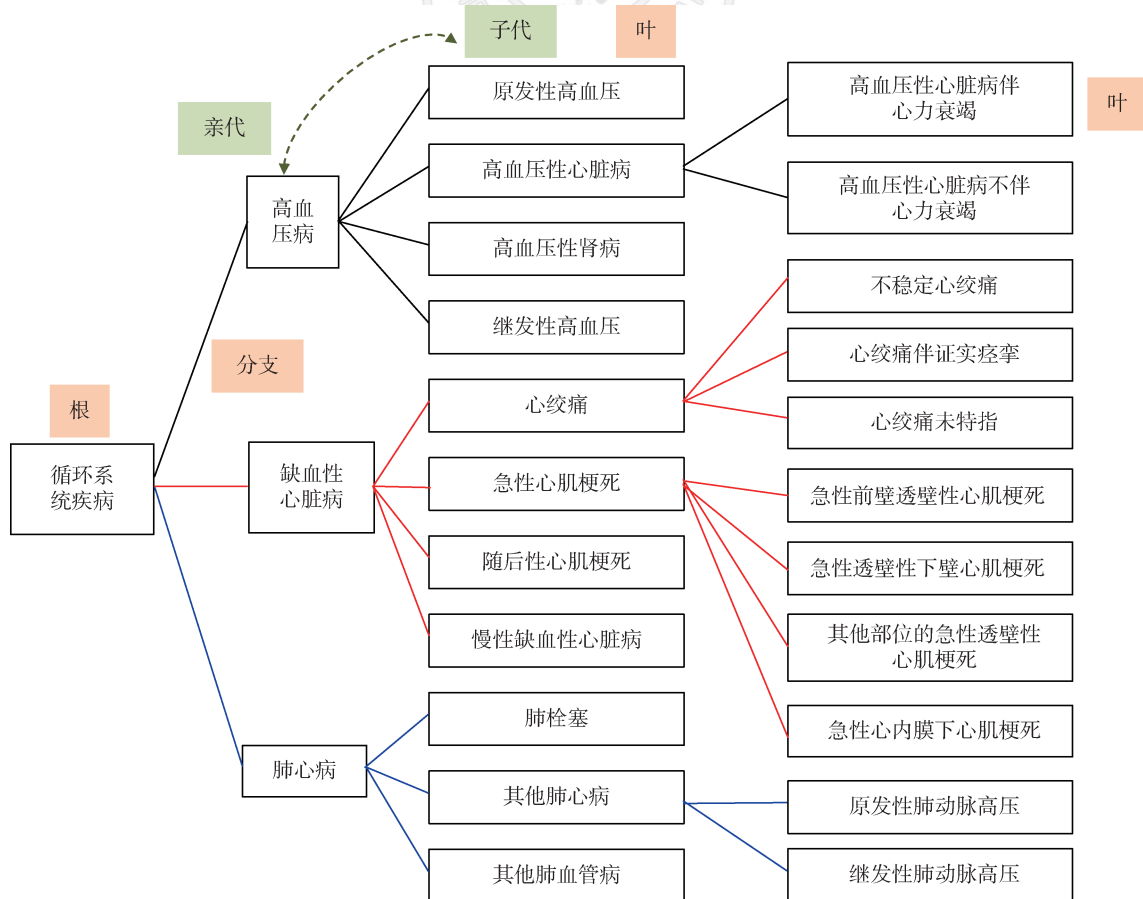 子代
叶
原发性高血压
高血压性心脏病伴
心力衰竭
叶
亲代
高血压性心脏病
高血压性心脏病不伴
心力衰竭
高血
压病
高血压性肾病
不稳定心绞痛
继发性高血压
心绞痛伴证实痉挛
分支
根
心绞痛
心绞痛未特指
循环系
统疾病
缺血性
心脏病
急性心肌梗死
急性前壁透壁性心肌梗死
随后性心肌梗死
急性透壁性下壁心肌梗死
慢性缺血性心脏病
其他部位的急性透壁性
心肌梗死
肺栓塞
急性心内膜下心肌梗死
肺心病
其他肺心病
原发性肺动脉高压
其他肺血管病
继发性肺动脉高压